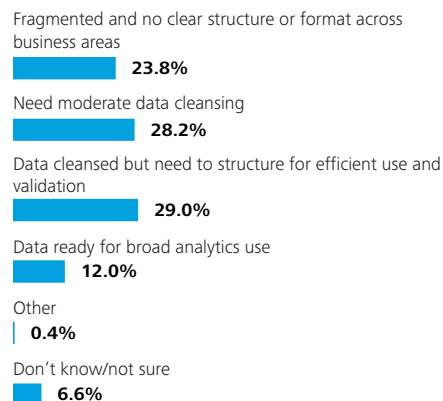 Fragmented and no clear structure or format across
business areas
23.8%
Need moderate data cleansing
28.2%
Data cleansed but need to structure for efficient use and
validation
29.0%
Data ready for broad analytics use
12.0%
Other
0.4%
Don’t know/not sure
6.6%